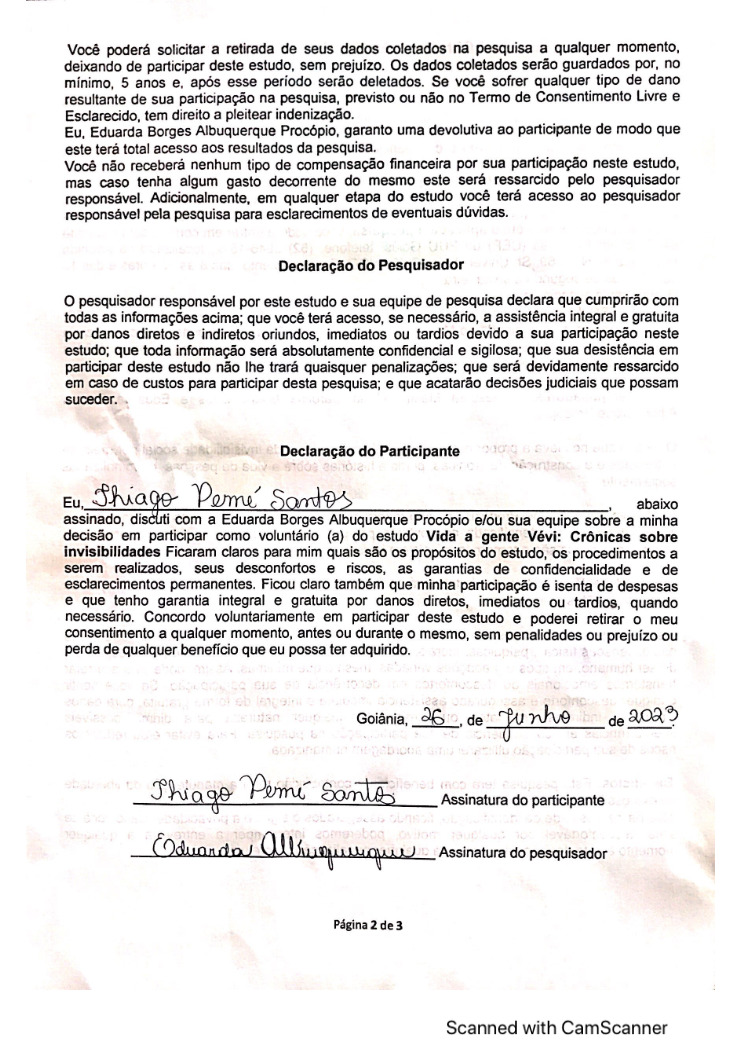 Você poderá solicitar a retirada de seus dados coletados na pesquisa a qualquer momento,
deixando de participar deste estudo, sem prejuízo. Os dados coletados serão guardados por, no
mínimo, 5 anos e, após esse período serão deletados. Se você sofrer qualquer tipo de dano
resultante de sua participação na pesquisa, previsto ou não no Termo de Consentimento Livre e
Esclarecido, tem direito a pleitear indenização.
Eu, Eduarda Borges Albuquerque Procópio, garanto uma devolutiva ao participante de modo que
este terá total acesso aos resultados da pesquisa.
Você não receberá nenhum tipo de compensação financeira por sua participação neste estudo,
mas caso tenha algum gasto decorrente do mesmo este será ressarcido pelo pesquisador
responsável. Adicionalmente, em qualquer etapa do estudo você terá acesso ao pesquisador
responsável pela pesquisa para esclarecimentos de eventuais dúvidas.
Declaração do Pesquisador
O pesquisador responsável por este estudo e sua equipe de pesquisa declara que cumprirão com
todas as informações acima; que você terá acesso, se necessário, a assistência integral e gratuita
por danos diretos e indiretos oriundos, imediatos ou tardios devido a sua participação neste
estudo; que toda informação será absolutamente confidencial e sigilosa; que sua desistência em
participar deste estudo não lhe trará quaisquer penalizações; que será devidamente ressarcido
em caso de custos para participar desta pesquisa; e que acatarão decisões judiciais que possam
suceder.
Declaração do Participante
Eu, Thiago Pemé Santos, abaixo
assinado, discuti com a Eduarda Borges Albuquerque Procópio e/ou sua equipe sobre a minha
decisão em participar como voluntário (a) do estudo Vida a gente Vévi: Crônicas sobre
invisibilidades Ficaram claros para mim quais são os propósitos do estudo, os procedimentos a
serem realizados, seus desconfortos e riscos, as garantias de confidencialidade e de
esclarecimentos permanentes. Ficou claro também que minha participação é isenta de despesas
e que tenho garantia integral e gratuita por danos diretos, imediatos ou tardios, quando
necessário. Concordo voluntariamente em participar deste estudo e poderei retirar o meu
consentimento a qualquer momento, antes ou durante o mesmo, sem penalidades ou prejuízo ou
perda de qualquer benefício que eu possa ter adquirido.
Goiânia, 26, de Junho de 2023
Thiago Pemé Santos Assinatura do participante
Eduarda Albuquerque Assinatura do pesquisador
Página 2 de 3
Scanned with CamScanner